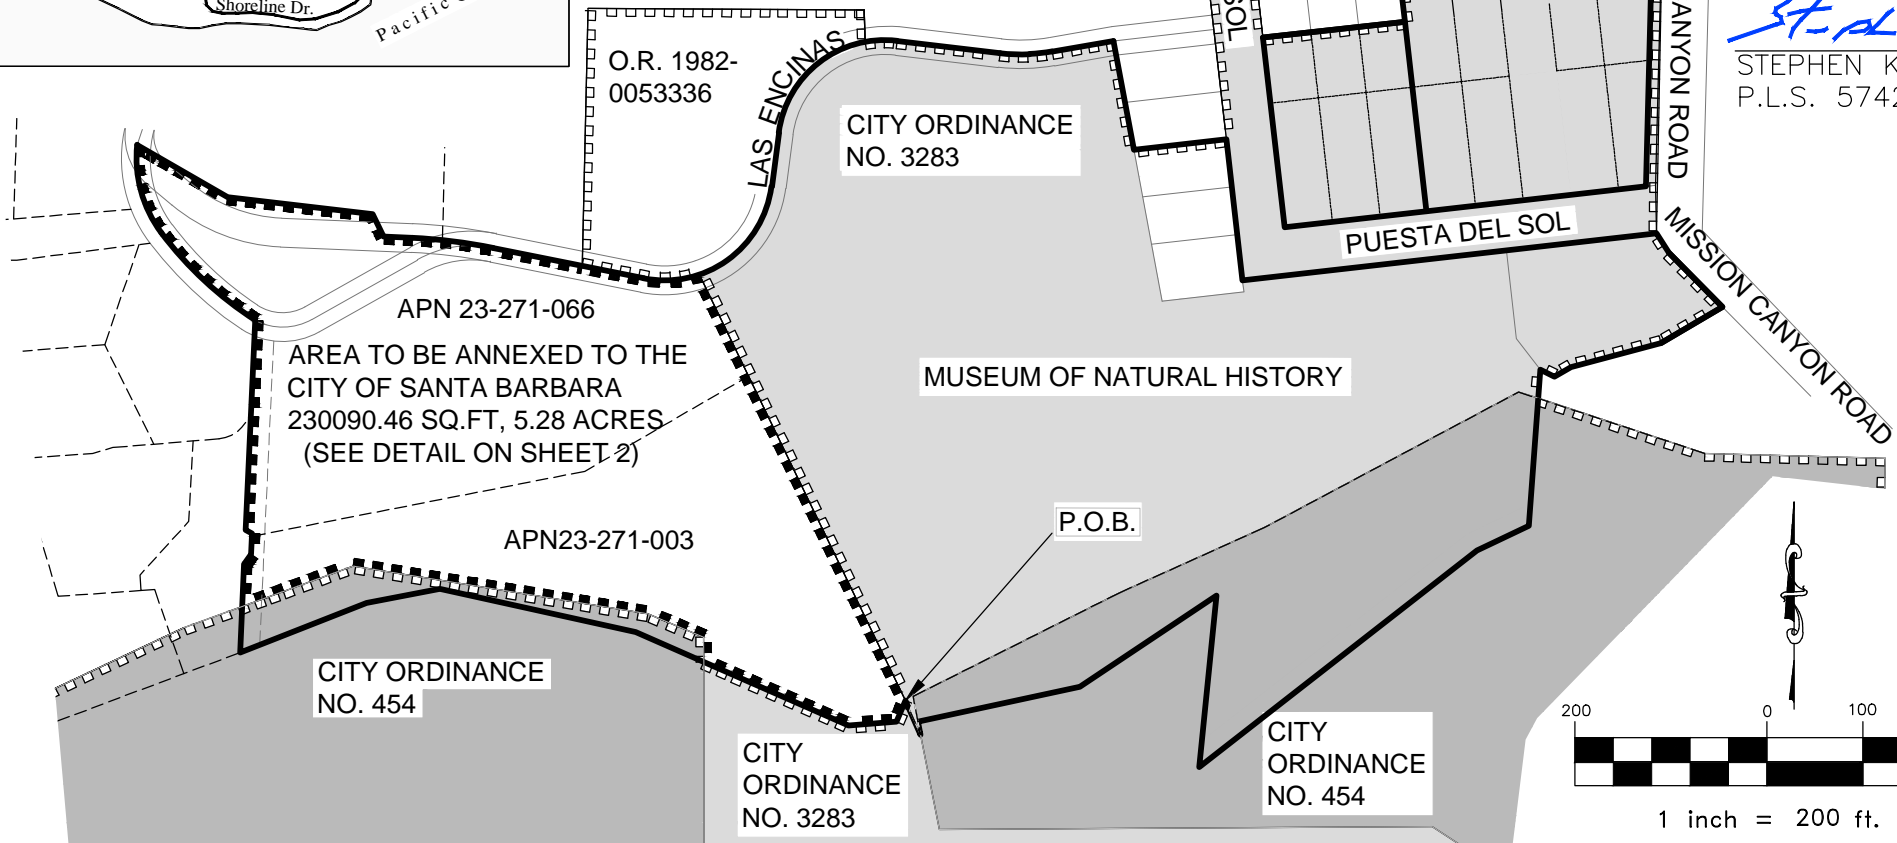 Shoreline Dr.
Pacific
O.R. 1982-
0053336
LAS ENCINAS
CITY ORDINANCE
NO. 3283
SOL
ANYON ROAD
STEPHEN K
P.L.S. 5742
PUESTA DEL SOL
MISSION CANYON ROAD
APN 23-271-066
AREA TO BE ANNEXED TO THE
CITY OF SANTA BARBARA
230090.46 SQ.FT, 5.28 ACRES
(SEE DETAIL ON SHEET 2)
MUSEUM OF NATURAL HISTORY
P.O.B.
APN23-271-003
CITY ORDINANCE
NO. 454
CITY
ORDINANCE
NO. 3283
CITY
ORDINANCE
NO. 454
200 0 100
1 inch = 200 ft.